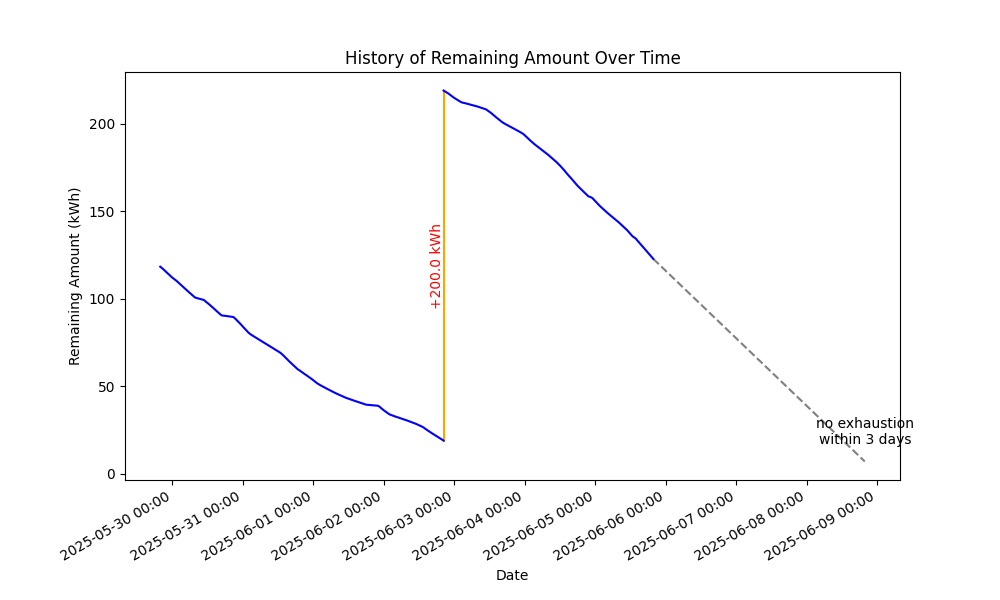 History of Remaining Amount Over Time
Remaining Amount (kWh)
200
150
100
50
0
+200.0 kWh
no exhaustion
within 3 days
2025-05-30 00:00
2025-05-31 00:00
2025-06-01 00:00
2025-06-02 00:00
2025-06-03 00:00
2025-06-04 00:00
2025-06-05 00:00
2025-06-06 00:00
2025-06-07 00:00
2025-06-08 00:00
2025-06-09 00:00
Date